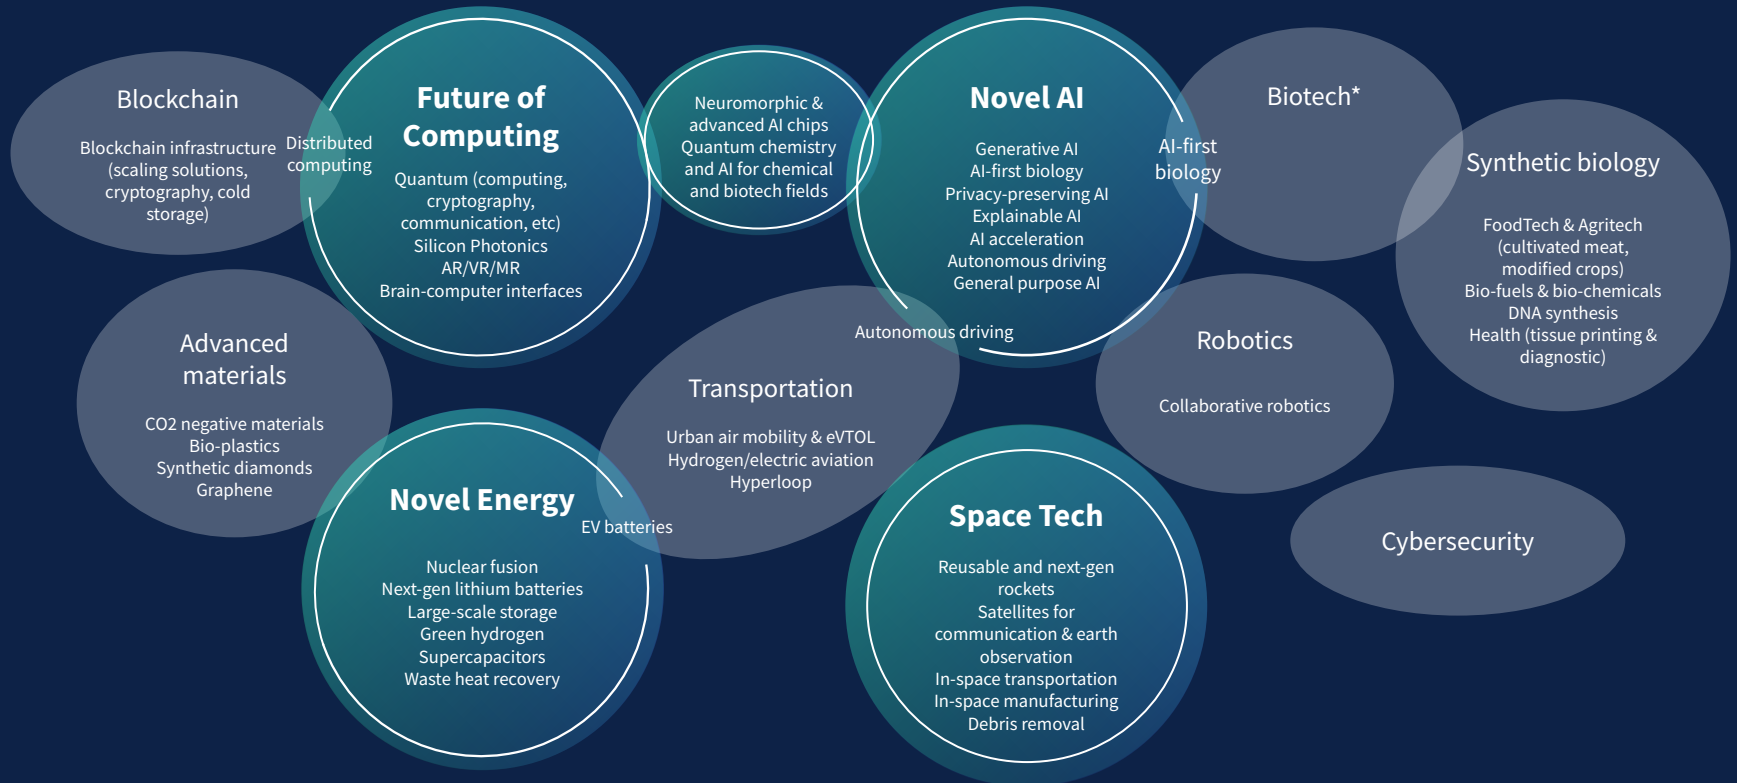 Blockchain
Blockchain infrastructure
(scaling solutions,
cryptography, cold
storage)
Distributed
computing
Future of
Computing
Quantum (computing,
cryptography,
communication, etc)
Silicon Photonics
AR/VR/MR
Brain-computer interfaces
Neuromorphic &
advanced AI chips
Quantum chemistry
and AI for chemical
and biotech fields
Novel AI
Generative AI
AI-first biology
Privacy-preserving AI
Explainable AI
AI acceleration
Autonomous driving
General purpose AI
AI-first
biology
Biotech*
Synthetic biology
FoodTech & Agritech
(cultivated meat,
modified crops)
Bio-fuels & bio-chemicals
DNA synthesis
Health (tissue printing &
diagnostic)
Advanced
materials
CO2 negative materials
Bio-plastics
Synthetic diamonds
Graphene
Autonomous driving
Transportation
Urban air mobility & eVTOL
Hydrogen/electric aviation
Hyperloop
Robotics
Collaborative robotics
Novel Energy
EV batteries
Nuclear fusion
Next-gen lithium batteries
Large-scale storage
Green hydrogen
Supercapacitors
Waste heat recovery
Space Tech
Reusable and next-gen
rockets
Satellites for
communication & earth
observation
In-space transportation
In-space manufacturing
Debris removal
Cybersecurity